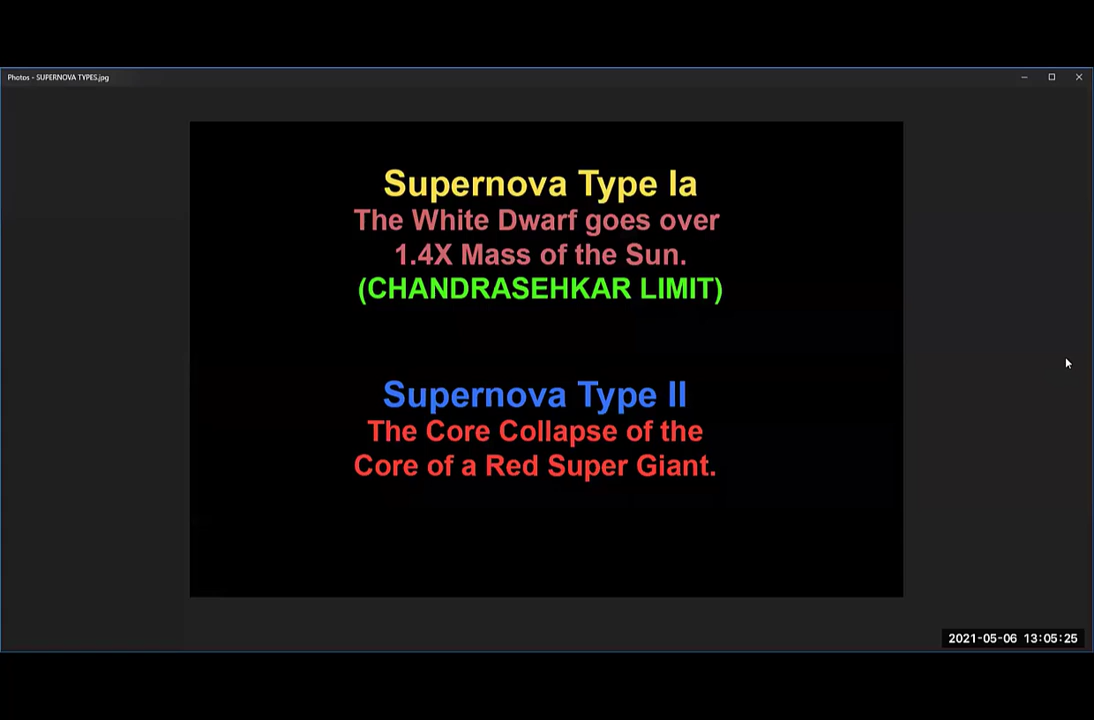 Photos - SUPERNOVA TYPES.jpg
Supernova Type Ia
The White Dwarf goes over
1.4X Mass of the Sun.
(CHANDRASEHKAR LIMIT)
Supernova Type II
The Core Collapse of the
Core of a Red Super Giant.
2021-05-06 13:05:25